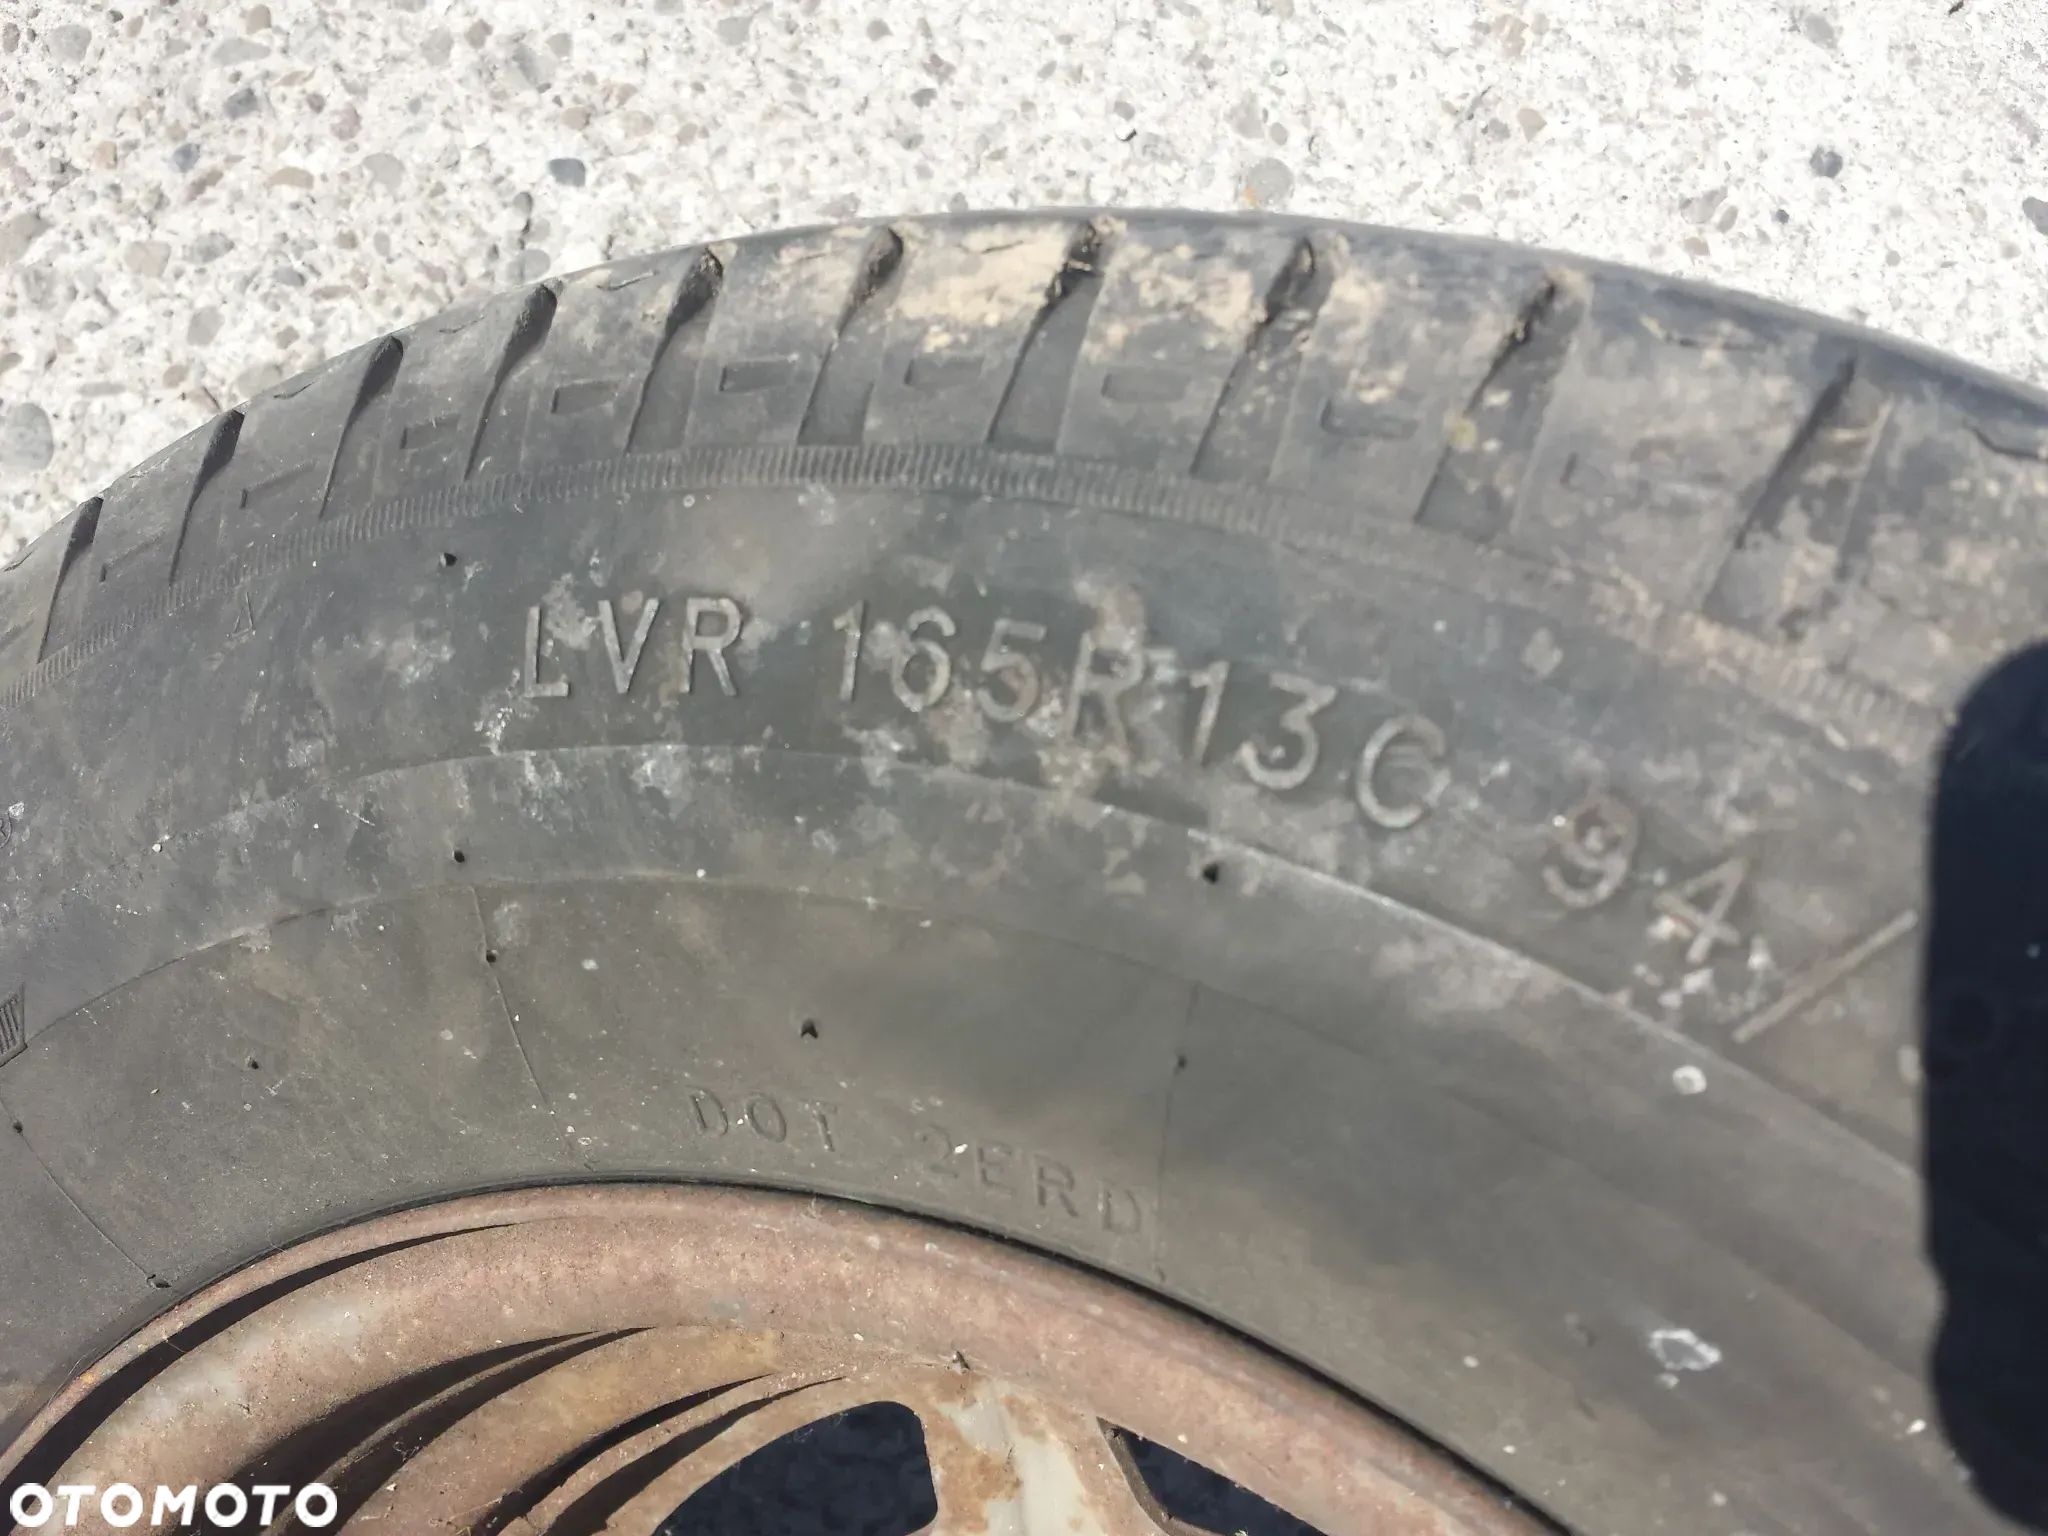 LVR 165R13C 94/
DOT 2ERD
OTOMOTO